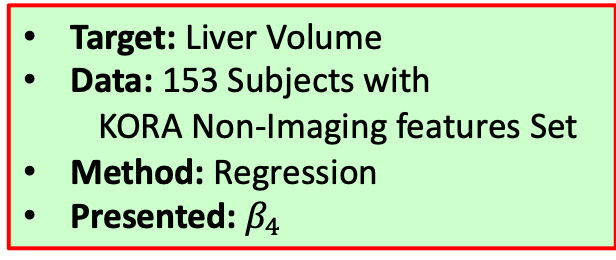 • Target: Liver Volume
• Data: 153 Subjects with
KORA Non-Imaging features Set
• Method: Regression
• Presented: β₄